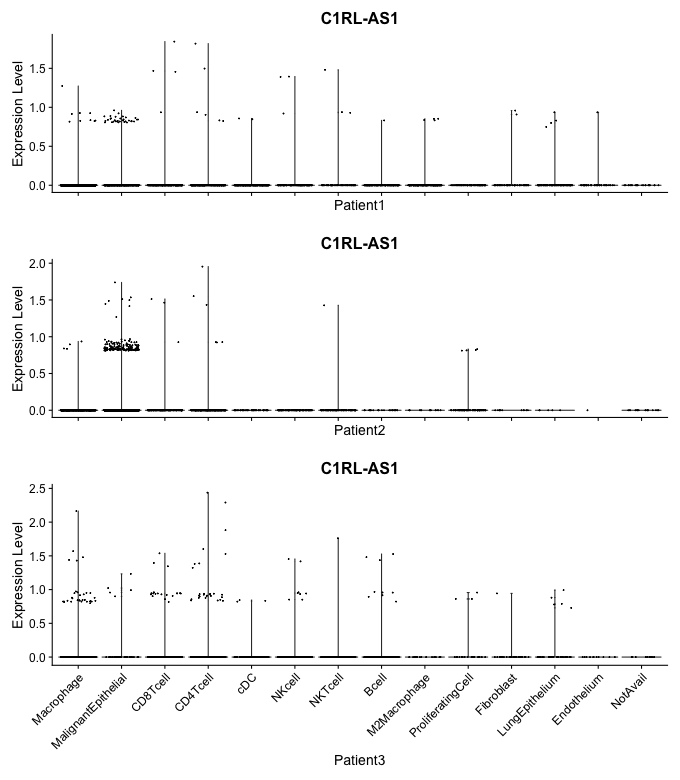 C1RL-AS1
Expression Level
1.5
1.0
0.5
0.0
Patient1
C1RL-AS1
Expression Level
2.0
1.5
1.0
0.5
0.0
Patient2
C1RL-AS1
Expression Level
2.5
2.0
1.5
1.0
0.5
0.0
Macrophage
MalignantEpithelial
CD8Tcell
CD4Tcell
cDC
NKcell
NKTcell
Bcell
M2Macrophage
ProliferatingCell
Fibroblast
LungEpithelium
Endothelium
NotAvail
Patient3